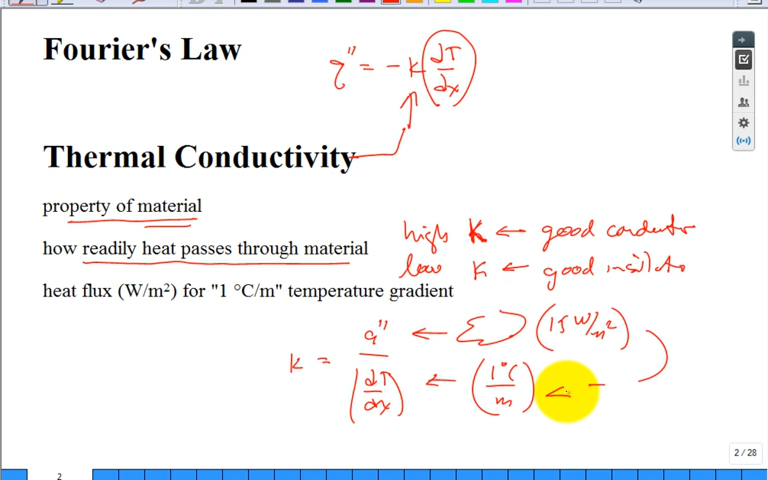 Fourier's Law
q" = - k dT/dx
Thermal Conductivity
property of material
how readily heat passes through material
high k ← good conductor
low k ← good insulator
heat flux (W/m²) for "1 °C/m" temperature gradient
k = q" / (dT/dx)
← (15 W/m²)
← (1°C/m) ←
2 / 28
2